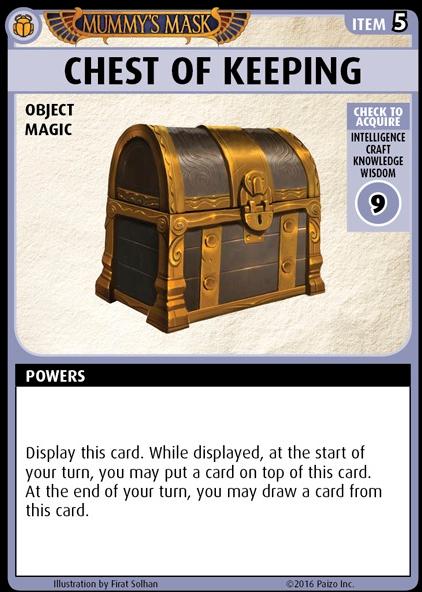 MUMMY'S MASK
ITEM 5
CHEST OF KEEPING
OBJECT
MAGIC
CHECK TO
ACQUIRE
INTELLIGENCE
CRAFT
KNOWLEDGE
WISDOM
9
POWERS
Display this card. While displayed, at the start of
your turn, you may put a card on top of this card.
At the end of your turn, you may draw a card from
this card.
Illustration by Firat Solhan
©2016 Paizo Inc.